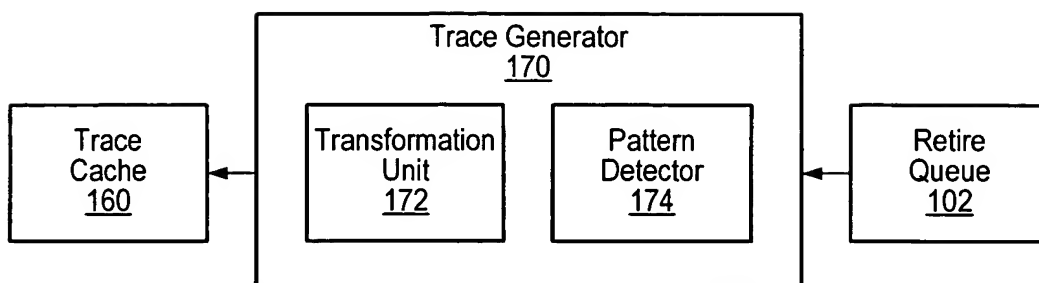 Trace Generator
170
Trace
Cache
160
Transformation
Unit
172
Pattern
Detector
174
Retire
Queue
102